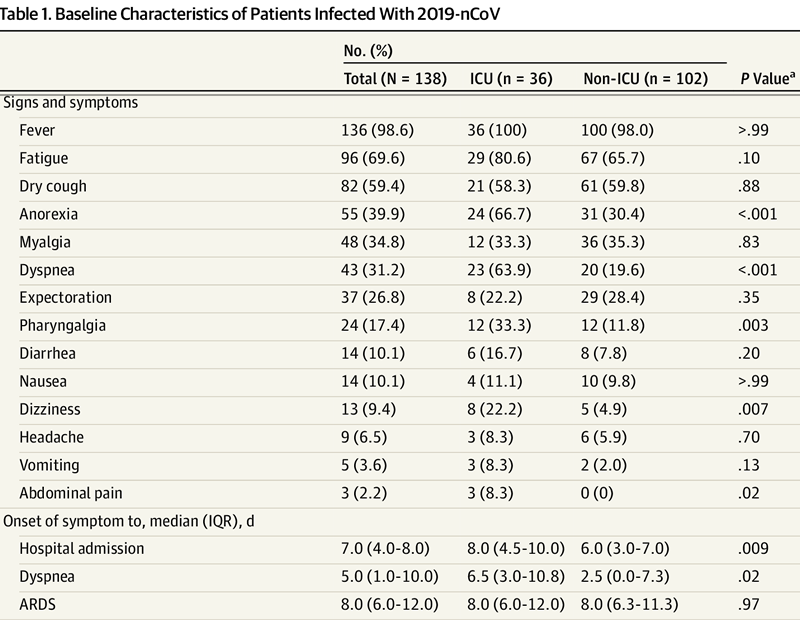 Table 1. Baseline Characteristics of Patients Infected With 2019-nCoV
No. (%)
Total (N = 138) ICU (n = 36) Non-ICU (n = 102) P Valueᵃ
Signs and symptoms
Fever 136 (98.6) 36 (100) 100 (98.0) >.99
Fatigue 96 (69.6) 29 (80.6) 67 (65.7) .10
Dry cough 82 (59.4) 21 (58.3) 61 (59.8) .88
Anorexia 55 (39.9) 24 (66.7) 31 (30.4) <.001
Myalgia 48 (34.8) 12 (33.3) 36 (35.3) .83
Dyspnea 43 (31.2) 23 (63.9) 20 (19.6) <.001
Expectoration 37 (26.8) 8 (22.2) 29 (28.4) .35
Pharyngalgia 24 (17.4) 12 (33.3) 12 (11.8) .003
Diarrhea 14 (10.1) 6 (16.7) 8 (7.8) .20
Nausea 14 (10.1) 4 (11.1) 10 (9.8) >.99
Dizziness 13 (9.4) 8 (22.2) 5 (4.9) .007
Headache 9 (6.5) 3 (8.3) 6 (5.9) .70
Vomiting 5 (3.6) 3 (8.3) 2 (2.0) .13
Abdominal pain 3 (2.2) 3 (8.3) 0 (0) .02
Onset of symptom to, median (IQR), d
Hospital admission 7.0 (4.0-8.0) 8.0 (4.5-10.0) 6.0 (3.0-7.0) .009
Dyspnea 5.0 (1.0-10.0) 6.5 (3.0-10.8) 2.5 (0.0-7.3) .02
ARDS 8.0 (6.0-12.0) 8.0 (6.0-12.0) 8.0 (6.3-11.3) .97